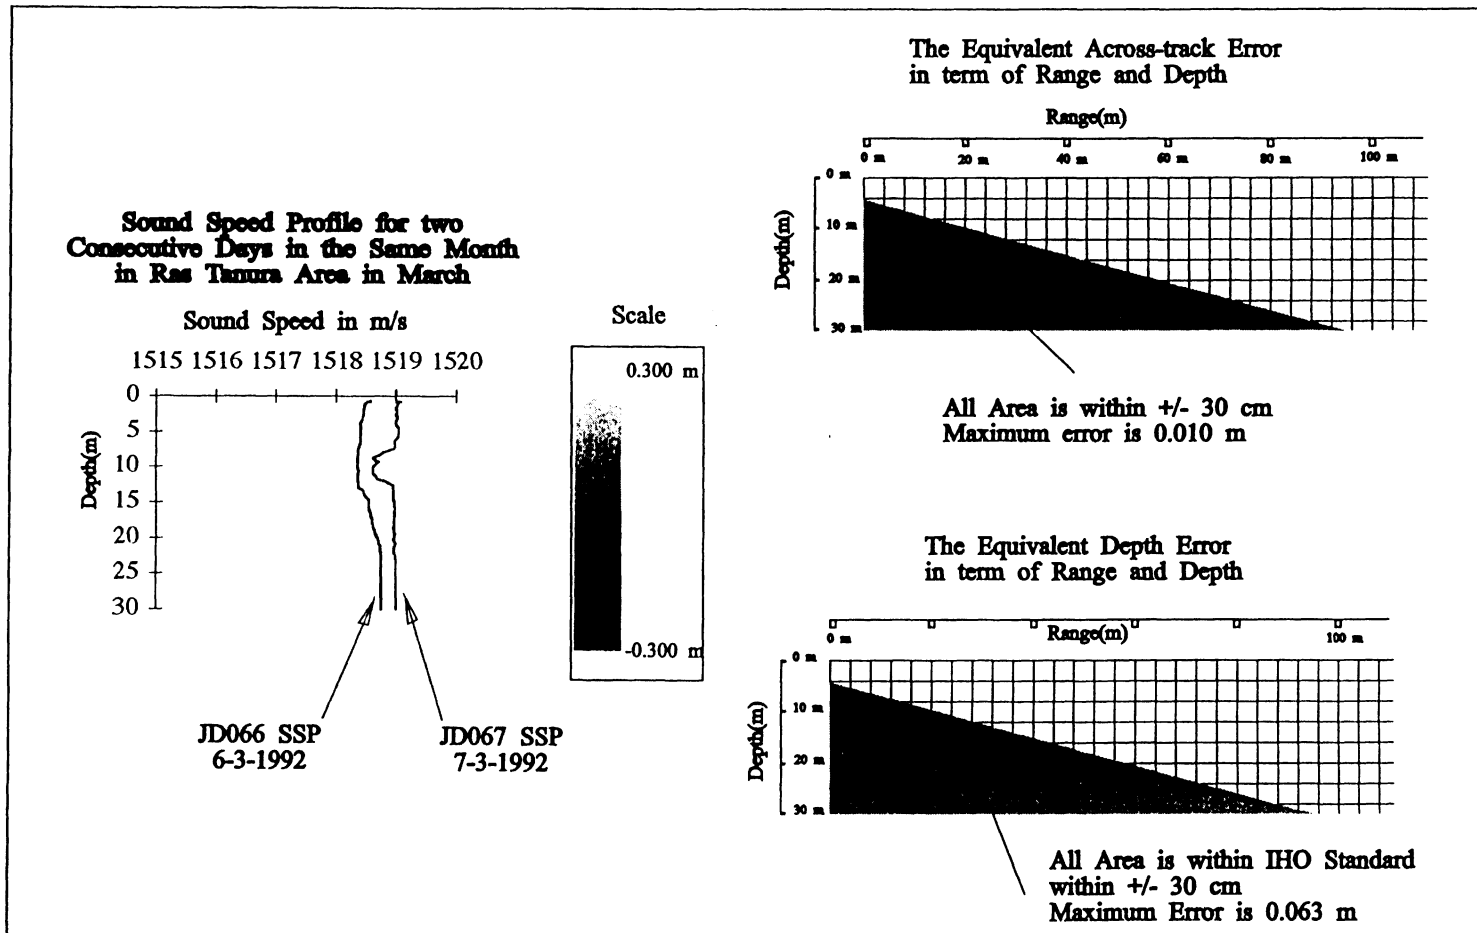 The Equivalent Across-track Error
in term of Range and Depth
Range(m)
0 m 20 m 40 m 60 m 80 m 100 m
Depth(m)
0 m
10 m
20 m
30 m
All Area is within +/- 30 cm
Maximum error is 0.010 m
Sound Speed Profile for two
Consecutive Days in the Same Month
in Ras Tanura Area in March
Sound Speed in m/s
1515 1516 1517 1518 1519 1520
Depth(m)
0
5
10
15
20
25
30
JD066 SSP
6-3-1992
JD067 SSP
7-3-1992
Scale
0.300 m
-0.300 m
The Equivalent Depth Error
in term of Range and Depth
Range(m)
0 m 100 m
Depth(m)
0 m
10 m
20 m
30 m
All Area is within IHO Standard
within +/- 30 cm
Maximum Error is 0.063 m